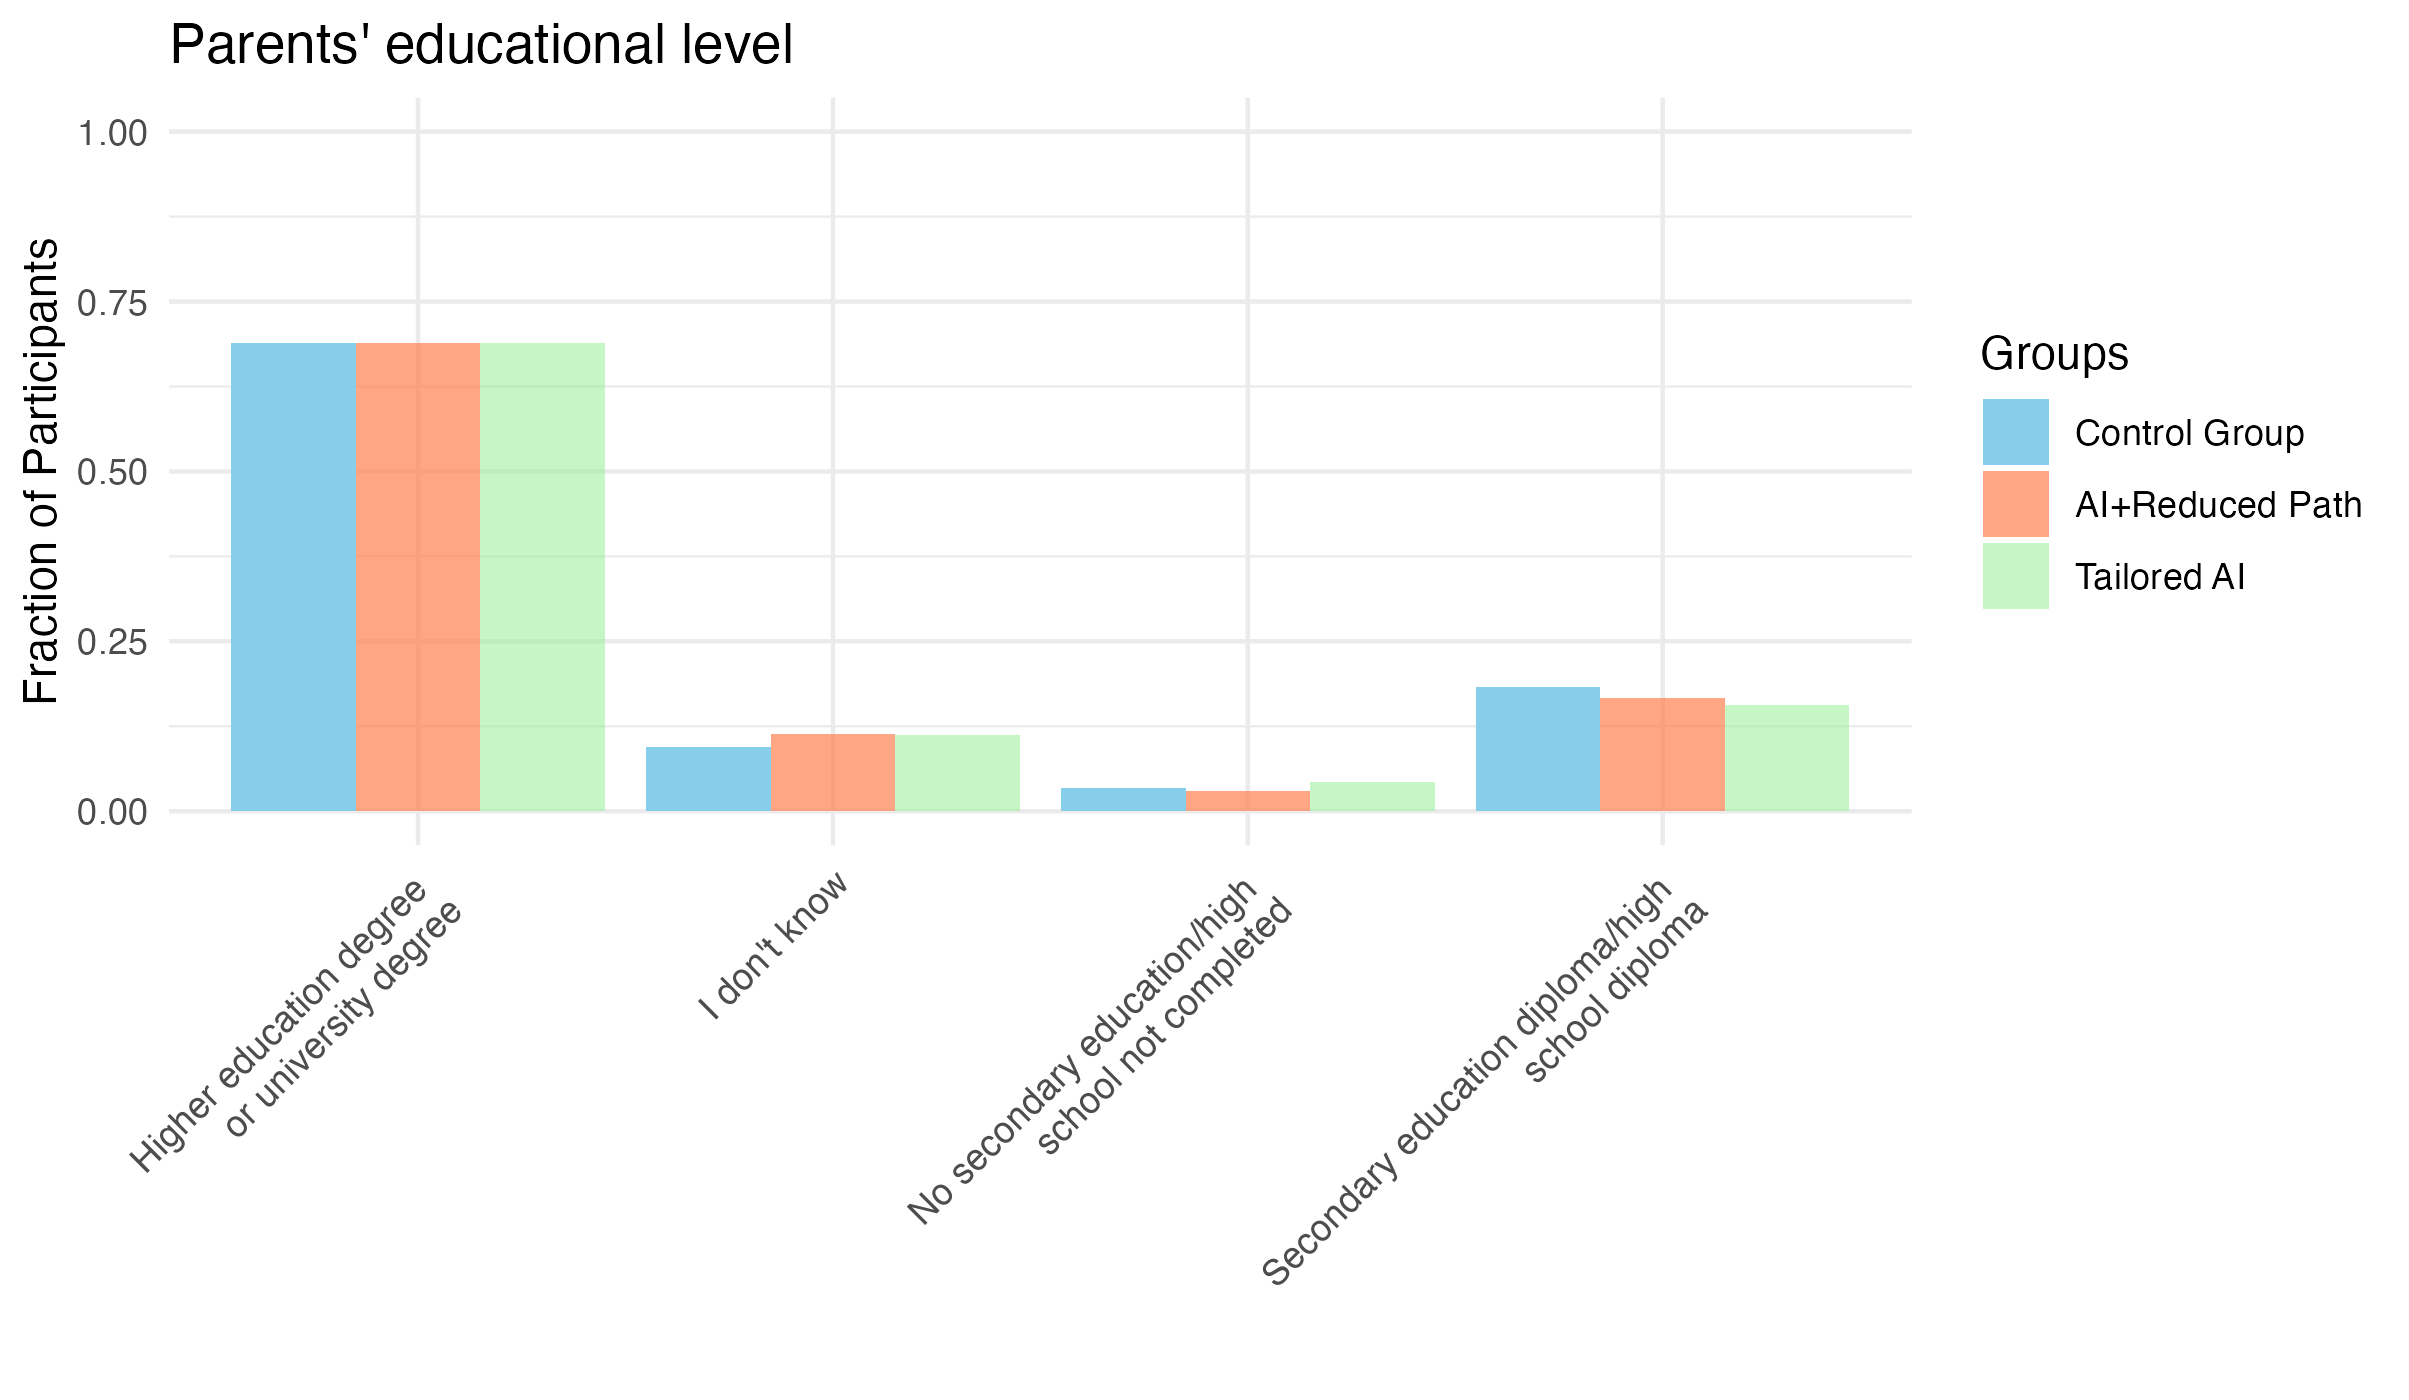 Parents' educational level
Fraction of Participants
1.00
0.75
0.50
0.25
0.00
Higher education degree
or university degree
I don't know
No secondary education/high
school not completed
Secondary education diploma/high
school diploma
Groups
Control Group
AI+Reduced Path
Tailored AI